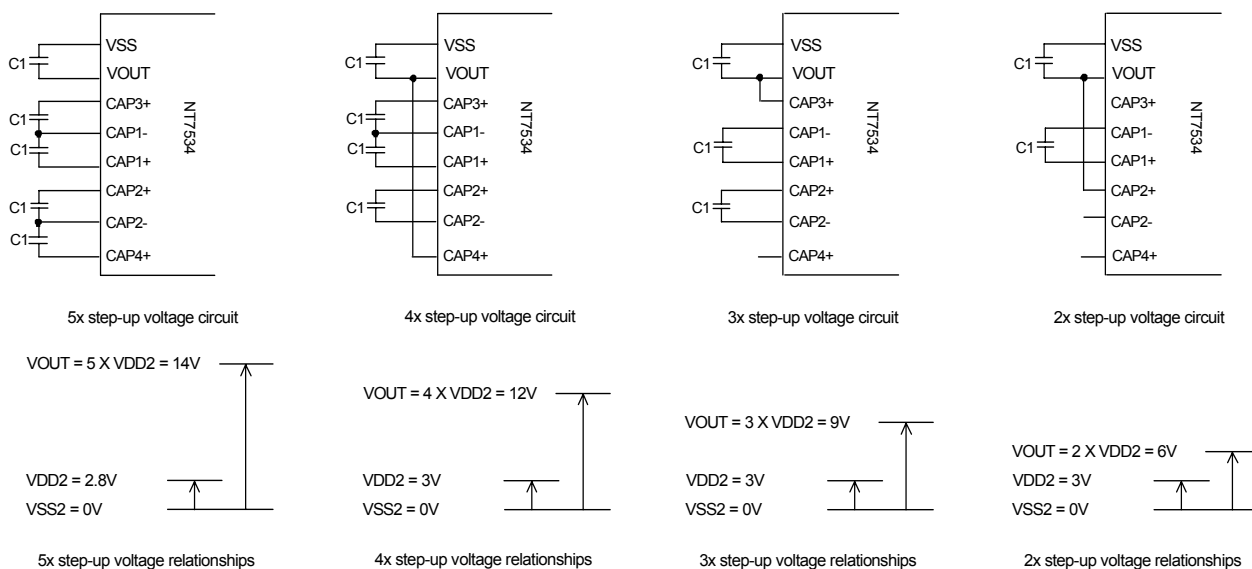 VSS
C1
VOUT
CAP3+
C1
CAP1-
C1
CAP1+
CAP2+
C1
CAP2-
C1
CAP4+
NT7534
5x step-up voltage circuit
VSS
C1
VOUT
CAP3+
C1
CAP1-
C1
CAP1+
CAP2+
C1
CAP2-
CAP4+
NT7534
4x step-up voltage circuit
VSS
C1
VOUT
CAP3+
CAP1-
C1
CAP1+
CAP2+
C1
CAP2-
CAP4+
NT7534
3x step-up voltage circuit
VSS
C1
VOUT
CAP3+
CAP1-
C1
CAP1+
CAP2+
CAP2-
CAP4+
NT7534
2x step-up voltage circuit
VOUT = 5 X VDD2 = 14V
VDD2 = 2.8V
VSS2 = 0V
5x step-up voltage relationships
VOUT = 4 X VDD2 = 12V
VDD2 = 3V
VSS2 = 0V
4x step-up voltage relationships
VOUT = 3 X VDD2 = 9V
VDD2 = 3V
VSS2 = 0V
3x step-up voltage relationships
VOUT = 2 X VDD2 = 6V
VDD2 = 3V
VSS2 = 0V
2x step-up voltage relationships